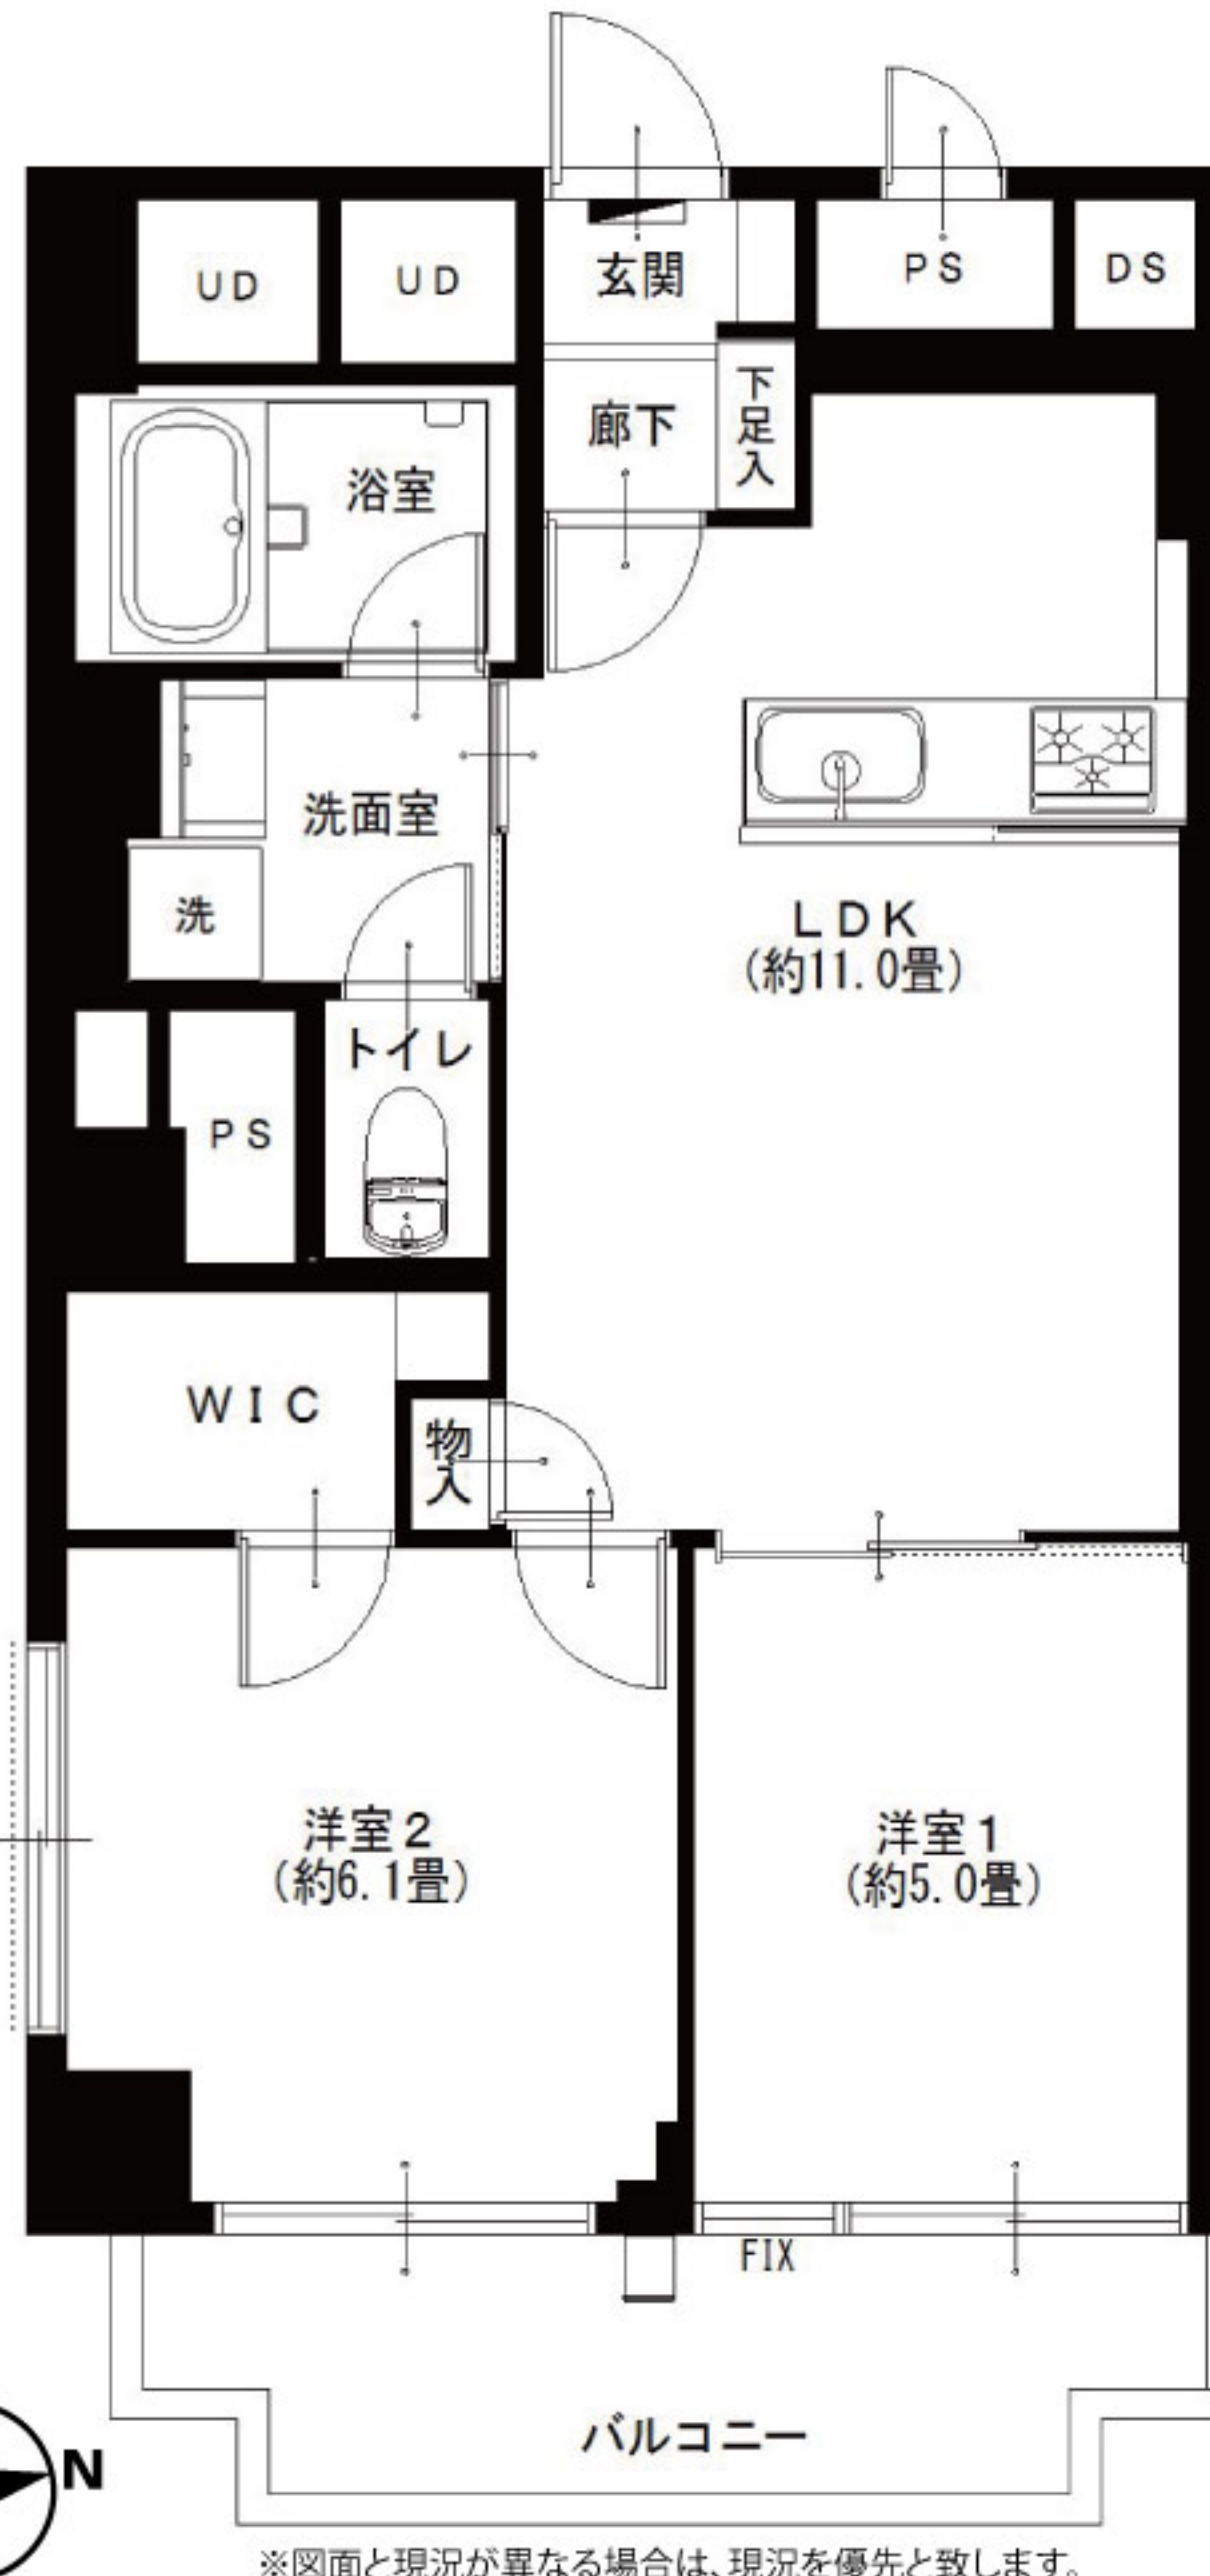 玄関
PS
DS
UD
UD
廊下
下足入
浴室
洗面室
洗
LDK
(約11.0畳)
トイレ
PS
WIC
物入
洋室2
(約6.1畳)
洋室1
(約5.0畳)
FIX
バルコニー
N
※図面と現況が異なる場合は、現況を優先と致します。